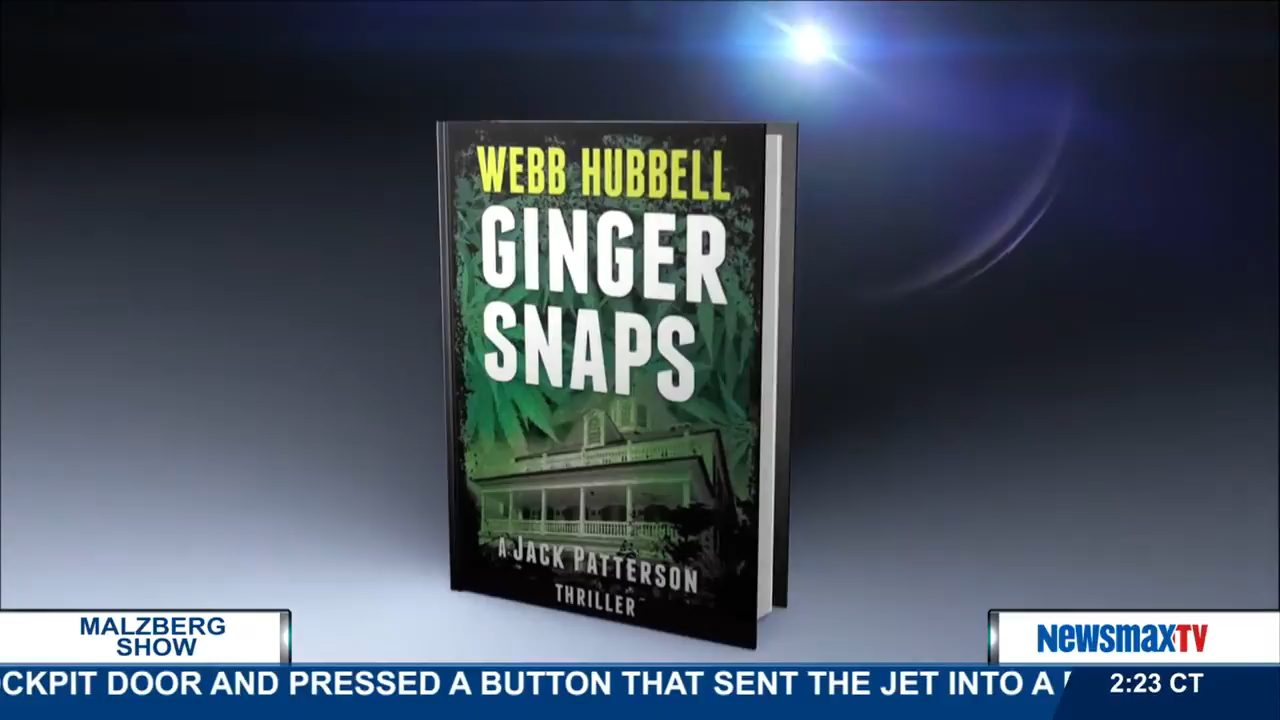 WEBB HUBBELL
GINGER
SNAPS
A JACK PATTERSON
THRILLER
MALZBERG
SHOW
NEWSMAXTV
COCKPIT DOOR AND PRESSED A BUTTON THAT SENT THE JET INTO A
2:23 CT